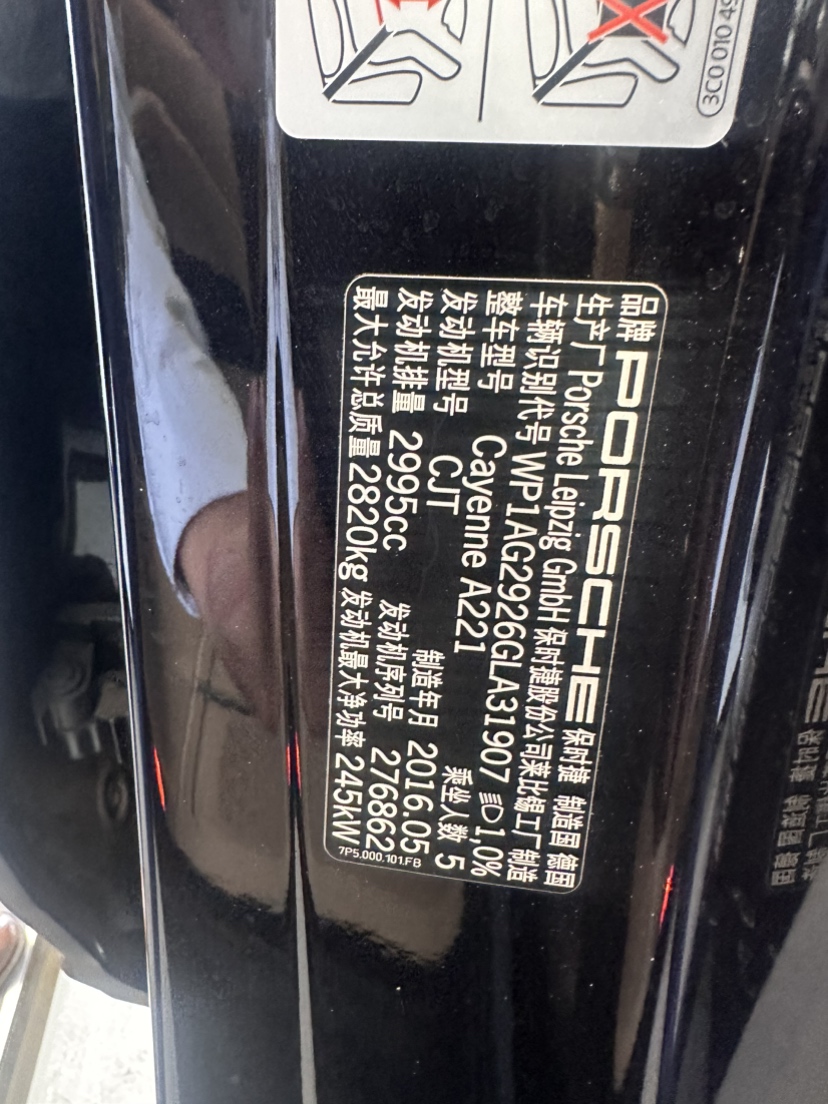 3C0 010 49
品牌 PORSCHE 保时捷 制造国 德国
生产厂 Porsche Leipzig GmbH 保时捷股份公司莱比锡工厂制造
车辆识别代号 WP1AG2926GLA31907 1,0%
整车型号 Cayenne A221 乘坐人数 5
发动机型号 CJT 制造年月 2016.05
发动机排量 2995cc 发动机序列号 276862
最大允许总质量 2820kg 发动机最大净功率 245kW
7P5.000.101.FB